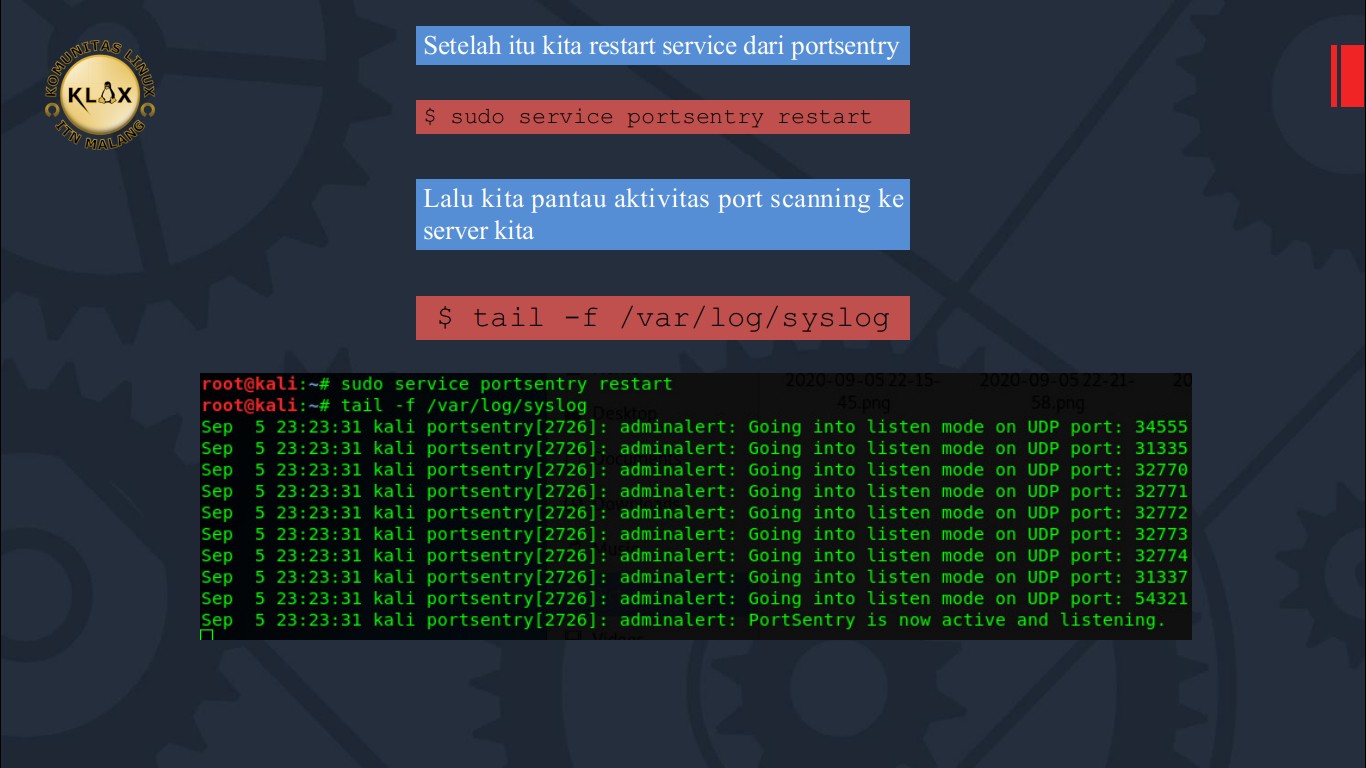 KOMUNITAS LINUX
KLAX
ITN MALANG
Setelah itu kita restart service dari portsentry
$ sudo service portsentry restart
Lalu kita pantau aktivitas port scanning ke
server kita
$ tail -f /var/log/syslog
root@kali:~# sudo service portsentry restart
root@kali:~# tail -f /var/log/syslog
Sep  5 23:23:31 kali portsentry[2726]: adminalert: Going into listen mode on UDP port: 34555
Sep  5 23:23:31 kali portsentry[2726]: adminalert: Going into listen mode on UDP port: 31335
Sep  5 23:23:31 kali portsentry[2726]: adminalert: Going into listen mode on UDP port: 32770
Sep  5 23:23:31 kali portsentry[2726]: adminalert: Going into listen mode on UDP port: 32771
Sep  5 23:23:31 kali portsentry[2726]: adminalert: Going into listen mode on UDP port: 32772
Sep  5 23:23:31 kali portsentry[2726]: adminalert: Going into listen mode on UDP port: 32773
Sep  5 23:23:31 kali portsentry[2726]: adminalert: Going into listen mode on UDP port: 32774
Sep  5 23:23:31 kali portsentry[2726]: adminalert: Going into listen mode on UDP port: 31337
Sep  5 23:23:31 kali portsentry[2726]: adminalert: Going into listen mode on UDP port: 54321
Sep  5 23:23:31 kali portsentry[2726]: adminalert: PortSentry is now active and listening.
2020-09-05 22-15-
45.png
2020-09-05 22-21-
58.png
20
Desktop
Videos